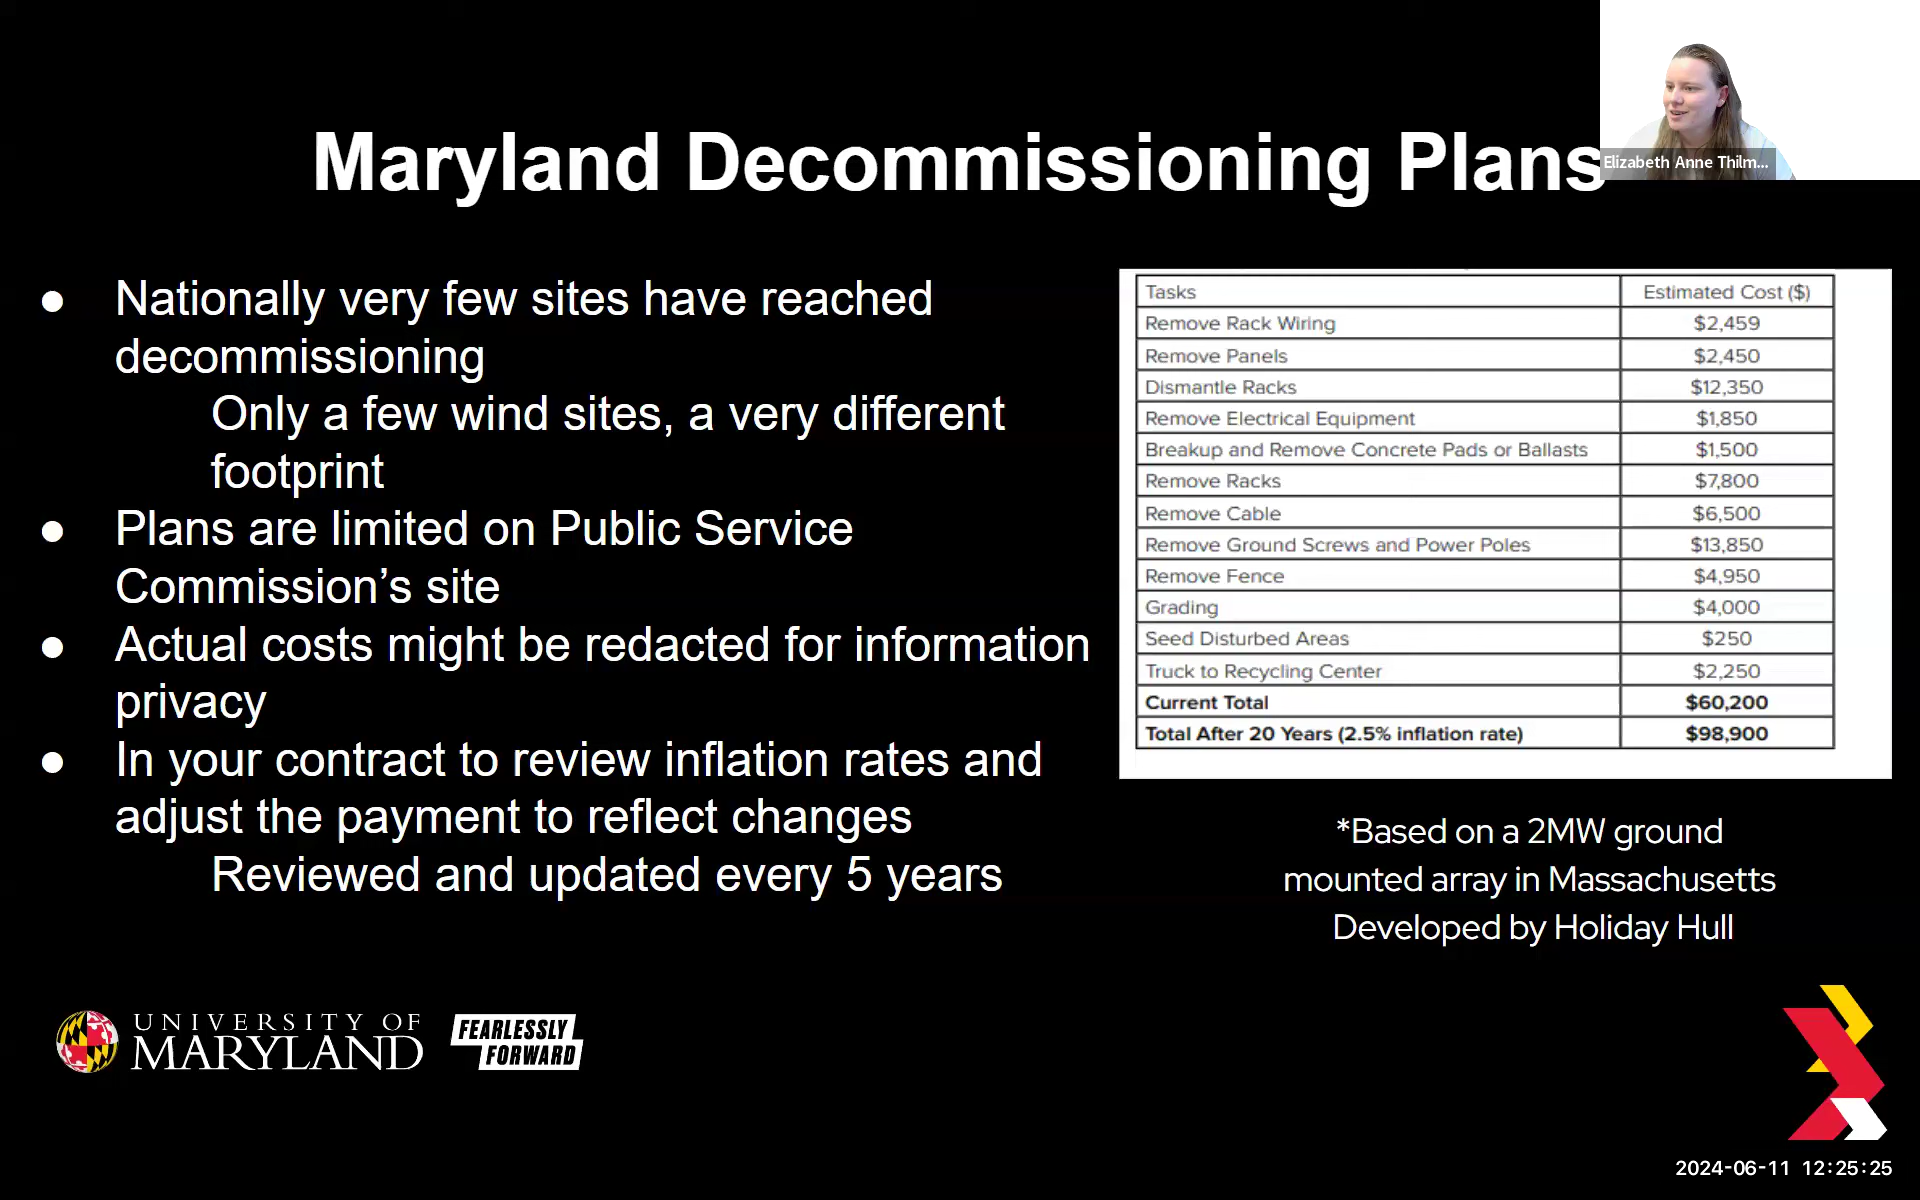 Elizabeth Anne Thilm...
Maryland Decommissioning Plans
● Nationally very few sites have reached
decommissioning
Only a few wind sites, a very different
footprint
● Plans are limited on Public Service
Commission’s site
● Actual costs might be redacted for information
privacy
● In your contract to review inflation rates and
adjust the payment to reflect changes
Reviewed and updated every 5 years
Tasks Estimated Cost ($)
Remove Rack Wiring $2,459
Remove Panels $2,450
Dismantle Racks $12,350
Remove Electrical Equipment $1,850
Breakup and Remove Concrete Pads or Ballasts $1,500
Remove Racks $7,800
Remove Cable $6,500
Remove Ground Screws and Power Poles $13,850
Remove Fence $4,950
Grading $4,000
Seed Disturbed Areas $250
Truck to Recycling Center $2,250
Current Total $60,200
Total After 20 Years (2.5% inflation rate) $98,900
*Based on a 2MW ground
mounted array in Massachusetts
Developed by Holiday Hull
UNIVERSITY OF
MARYLAND
FEARLESSLY
FORWARD
2024-06-11 12:25:25